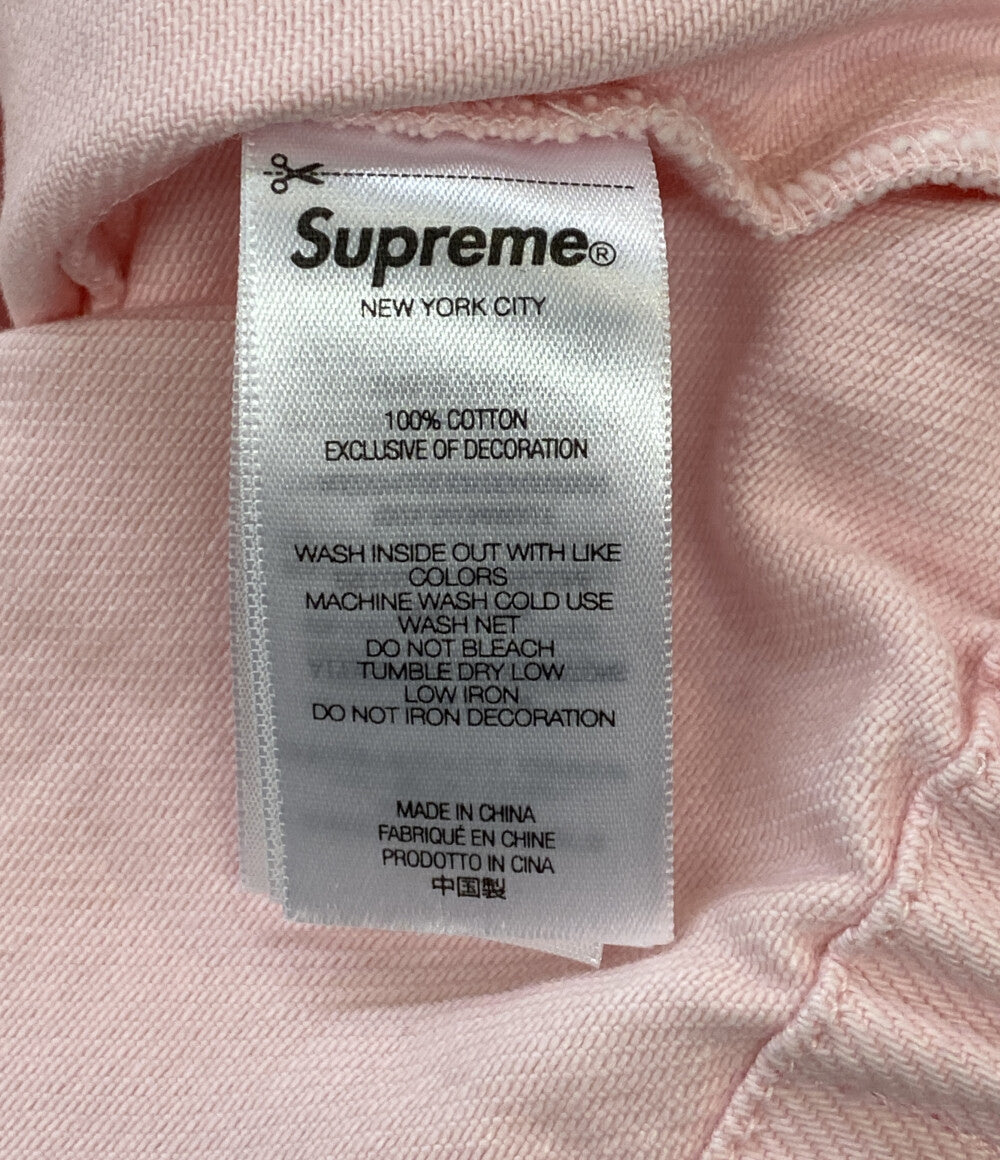 Supreme®
NEW YORK CITY
100% COTTON
EXCLUSIVE OF DECORATION
WASH INSIDE OUT WITH LIKE
COLORS
MACHINE WASH COLD USE
WASH NET
DO NOT BLEACH
TUMBLE DRY LOW
LOW IRON
DO NOT IRON DECORATION
MADE IN CHINA
FABRIQUÉ EN CHINE
PRODOTTO IN CINA
中国製